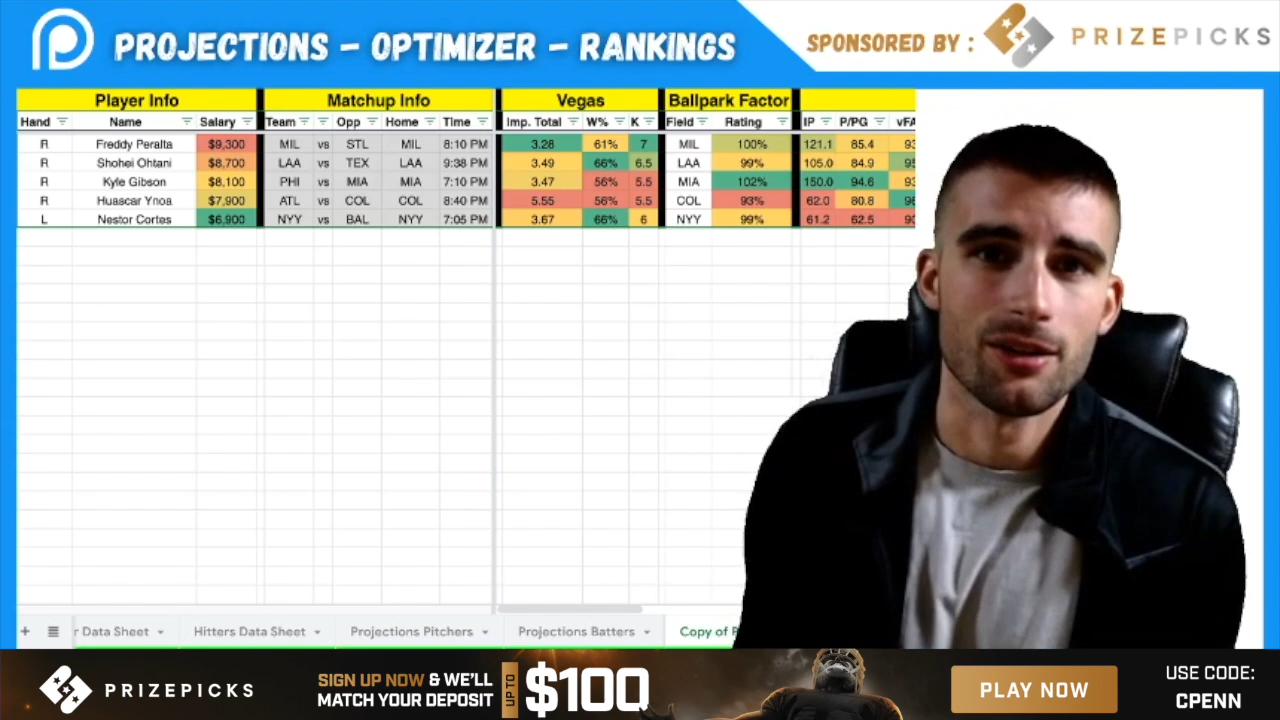 PROJECTIONS - OPTIMIZER - RANKINGS
SPONSORED BY : PRIZEPICKS
Player Info Matchup Info Vegas Ballpark Factor
Hand Name Salary Team Opp Home Time Imp. Total W% K Field Rating IP P/PG vFA
R Freddy Peralta $9,300 MIL vs STL MIL 8:10 PM 3.28 61% 7 MIL 100% 121.1 85.4
R Shohei Ohtani $8,700 LAA vs TEX LAA 9:38 PM 3.49 66% 6.5 LAA 99% 105.0 84.9
R Kyle Gibson $8,100 PHI vs MIA MIA 7:10 PM 3.47 56% 5.5 MIA 102% 150.0 94.6
R Huascar Ynoa $7,900 ATL vs COL COL 8:40 PM 5.55 56% 5.5 COL 93% 62.0 80.8
L Nestor Cortes $6,900 NYY vs BAL NYY 7:05 PM 3.67 66% 6 NYY 99% 61.2 62.5
r Data Sheet Hitters Data Sheet Projections Pitchers Projections Batters Copy of
PRIZEPICKS
SIGN UP NOW & WE'LL
MATCH YOUR DEPOSIT
UP TO
$100
PLAY NOW
USE CODE:
CPENN